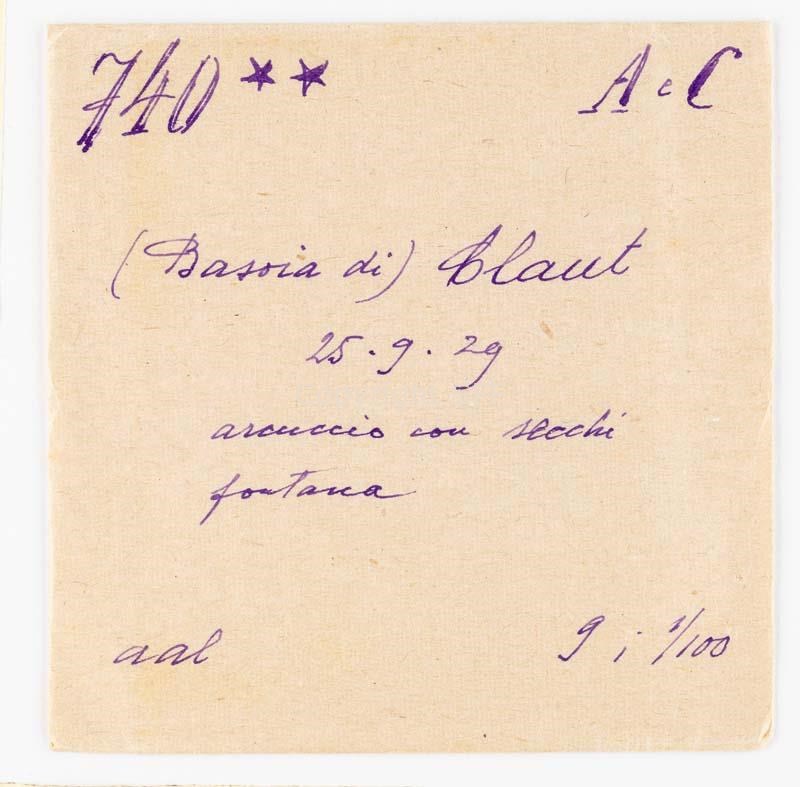 740 ** A e C
(Basoia di) Claut
25 . 9 . 29
arcuccio con secchi
fontana
aal 9 ; 1/100